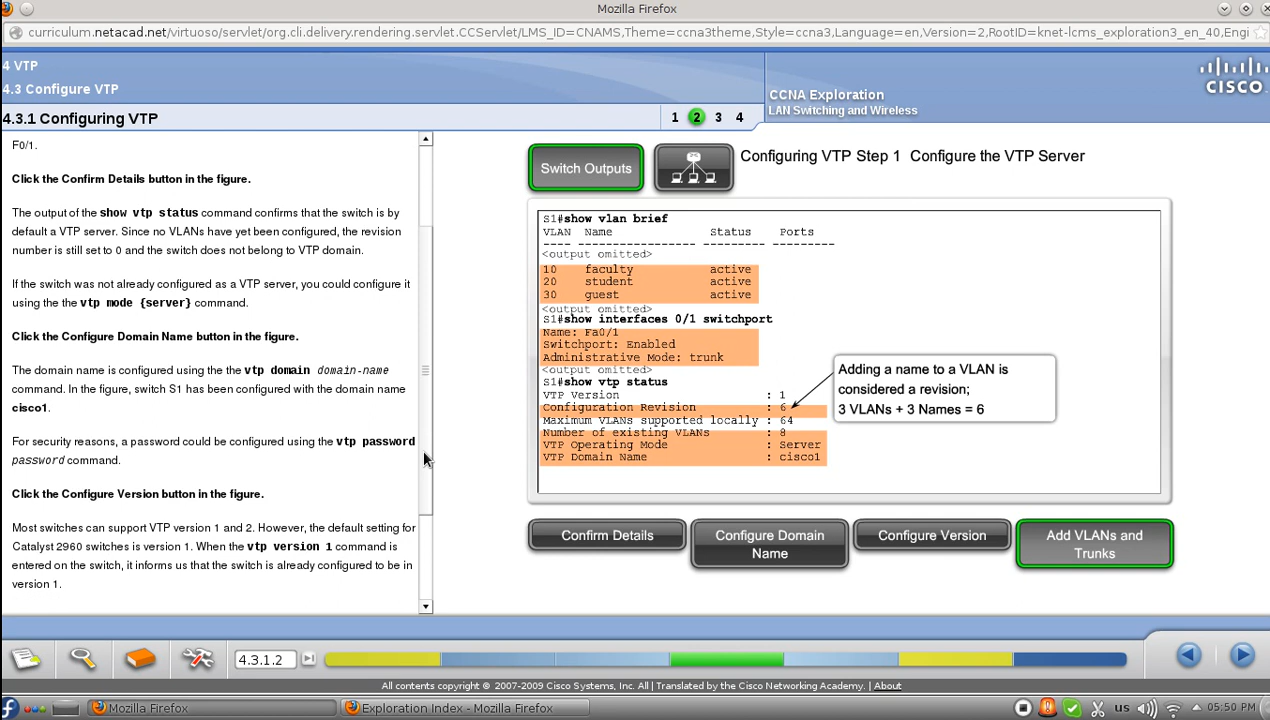 Mozilla Firefox
curriculum.netacad.net/virtuoso/servlet/org.cli.delivery.rendering.servlet.CCServlet/LMS_ID=CNAMS,Theme=ccna3theme,Style=ccna3,Language=en,Version=2,RootID=knet-lcms_exploration3_en_40,Engi
4 VTP
4.3 Configure VTP
CCNA Exploration
LAN Switching and Wireless
CISCO
4.3.1 Configuring VTP
1 2 3 4
F0/1.
Click the Confirm Details button in the figure.
The output of the show vtp status command confirms that the switch is by
default a VTP server. Since no VLANs have yet been configured, the revision
number is still set to 0 and the switch does not belong to VTP domain.
If the switch was not already configured as a VTP server, you could configure it
using the the vtp mode {server} command.
Click the Configure Domain Name button in the figure.
The domain name is configured using the the vtp domain domain-name
command. In the figure, switch S1 has been configured with the domain name
cisco1.
For security reasons, a password could be configured using the vtp password
password command.
Click the Configure Version button in the figure.
Most switches can support VTP version 1 and 2. However, the default setting for
Catalyst 2960 switches is version 1. When the vtp version 1 command is
entered on the switch, it informs us that the switch is already configured to be in
version 1.
Switch Outputs
Configuring VTP Step 1 Configure the VTP Server
S1#show vlan brief
VLAN Name Status Ports
---- ---------------- --------- ---------
<output omitted>
10 faculty active
20 student active
30 guest active
<output omitted>
S1#show interfaces 0/1 switchport
Name: Fa0/1
Switchport: Enabled
Administrative Mode: trunk
<output omitted>
S1#show vtp status
VTP Version : 1
Configuration Revision : 6
Maximum VLANs supported locally : 64
Number of existing VLANs : 8
VTP Operating Mode : Server
VTP Domain Name : cisco1
Adding a name to a VLAN is
considered a revision;
3 VLANs + 3 Names = 6
Confirm Details
Configure Domain
Name
Configure Version
Add VLANs and
Trunks
4.3.1.2
All contents copyright © 2007-2009 Cisco Systems, Inc. All | Translated by the Cisco Networking Academy. | About
Mozilla Firefox
Exploration Index - Mozilla Firefox
us
05:50 PM